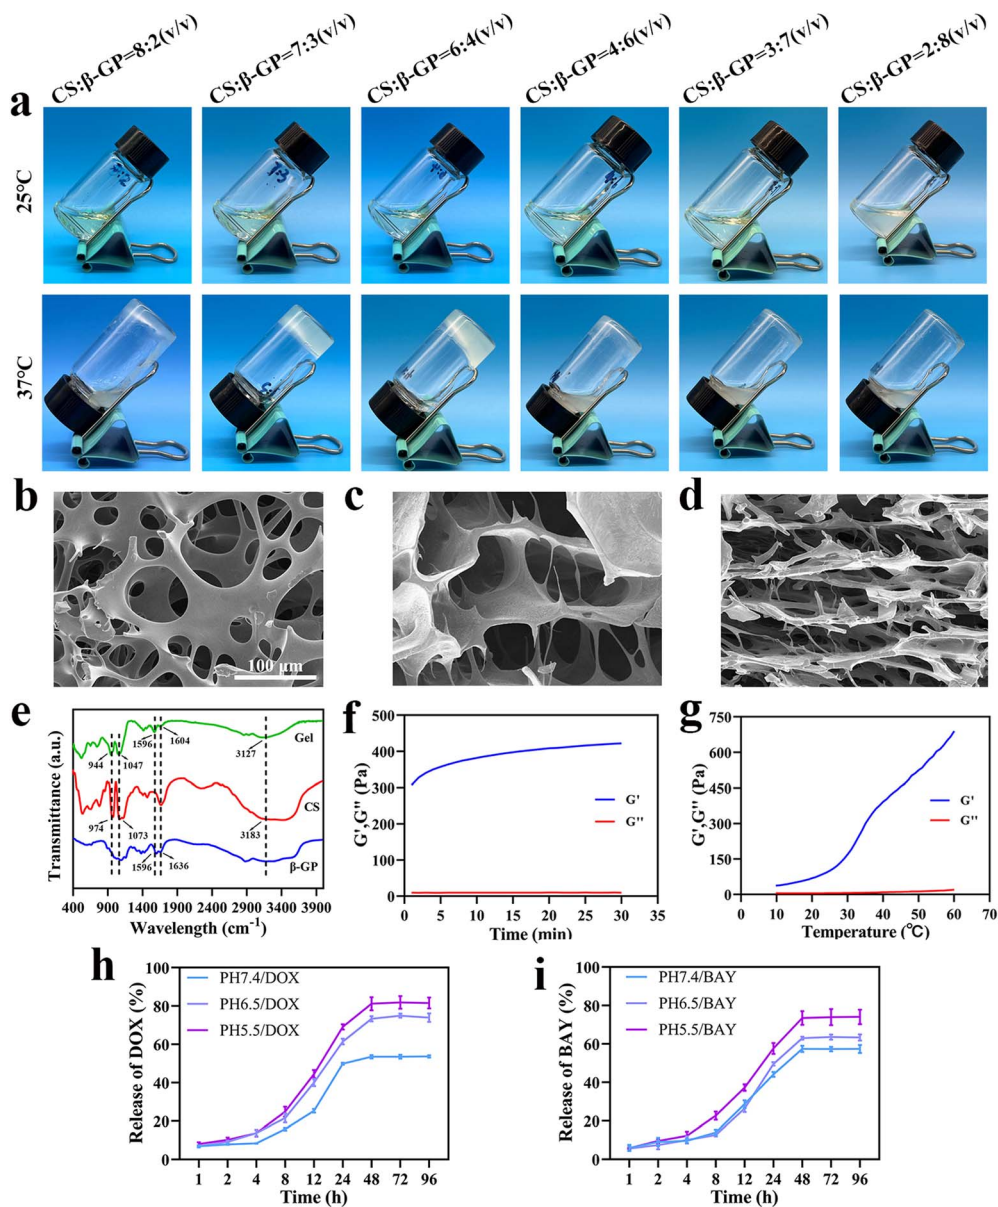 CS:β-GP=8:2(v/v)
CS:β-GP=7:3(v/v)
CS:β-GP=6:4(v/v)
CS:β-GP=4:6(v/v)
CS:β-GP=3:7(v/v)
CS:β-GP=2:8(v/v)
a
25°C
37°C
b
c
d
100 μm
e
Transmittance (a.u.)
Gel
1596
1604
944
1047
3127
CS
974
1073
3183
β-GP
1596
1636
400 900 1400 1900 2400 2900 3400 3900
Wavelength (cm-1)
f
G',G'' (Pa)
500
400
300
200
100
0
G'
G''
0 5 10 15 20 25 30 35
Time (min)
g
G',G'' (Pa)
750
600
450
300
150
0
G'
G''
0 10 20 30 40 50 60 70
Temperature (℃)
h
Release of DOX (%)
100
80
60
40
20
0
PH7.4/DOX
PH6.5/DOX
PH5.5/DOX
1 2 4 8 12 24 48 72 96
Time (h)
i
Release of BAY (%)
100
80
60
40
20
0
PH7.4/BAY
PH6.5/BAY
PH5.5/BAY
1 2 4 8 12 24 48 72 96
Time (h)